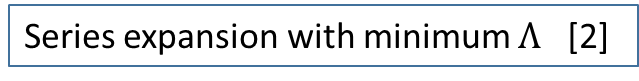 Series expansion with minimum Λ [2]